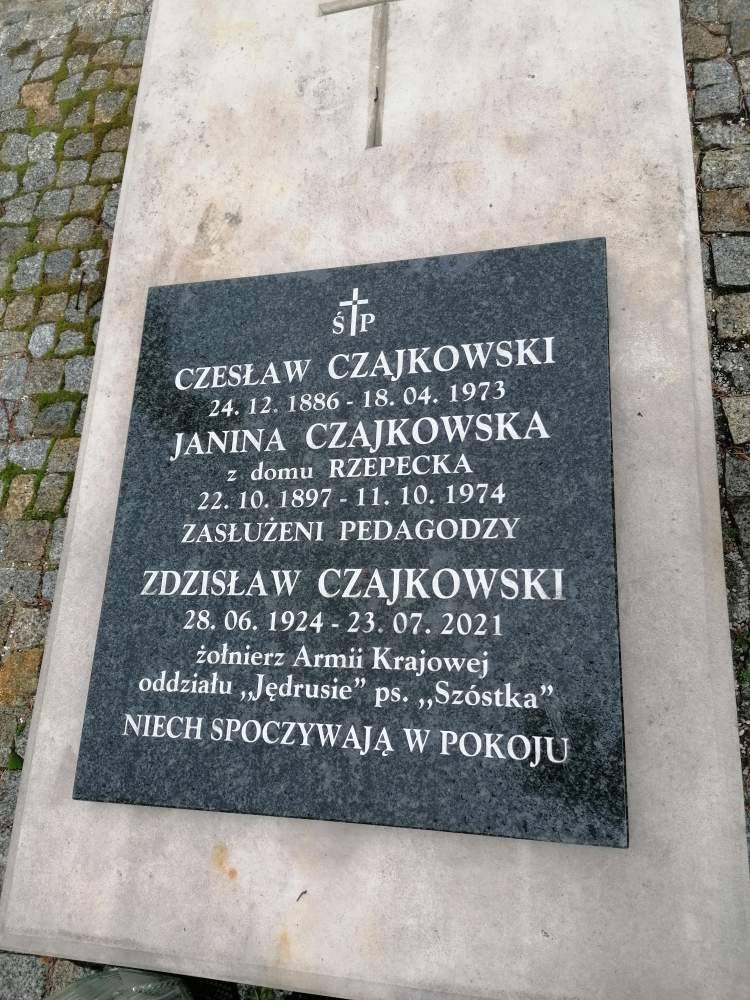 Ś†P
CZESŁAW CZAJKOWSKI
24. 12. 1886 - 18. 04. 1973
JANINA CZAJKOWSKA
z domu RZEPECKA
22. 10. 1897 - 11. 10. 1974
ZASŁUŻENI PEDAGODZY
ZDZISŁAW CZAJKOWSKI
28. 06. 1924 - 23. 07. 2021
żołnierz Armii Krajowej
oddziału ,,Jędrusie” ps. ,,Szóstka”
NIECH SPOCZYWAJĄ W POKOJU